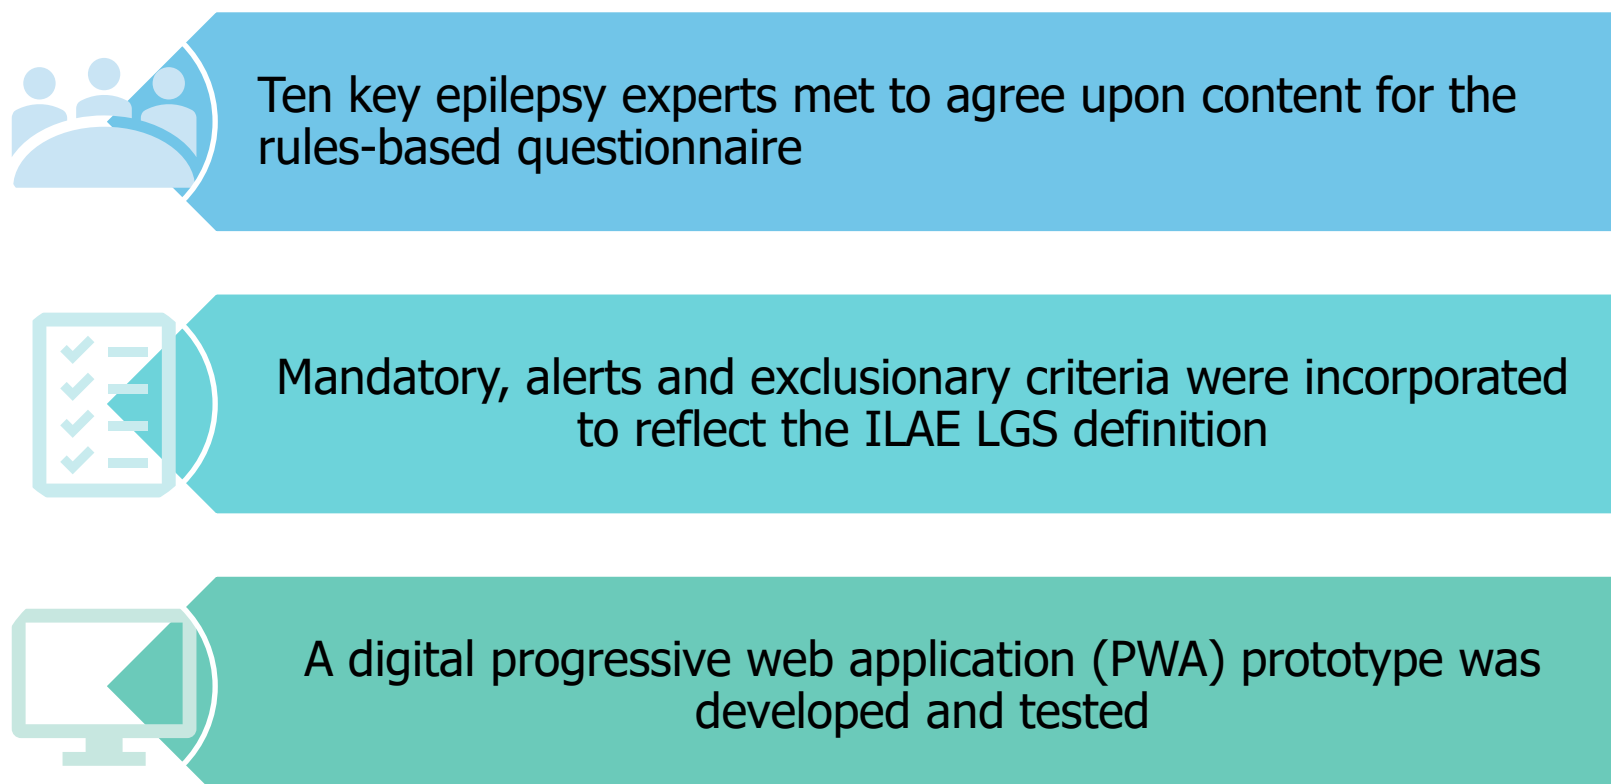 Ten key epilepsy experts met to agree upon content for the
rules-based questionnaire
Mandatory, alerts and exclusionary criteria were incorporated
to reflect the ILAE LGS definition
A digital progressive web application (PWA) prototype was
developed and tested